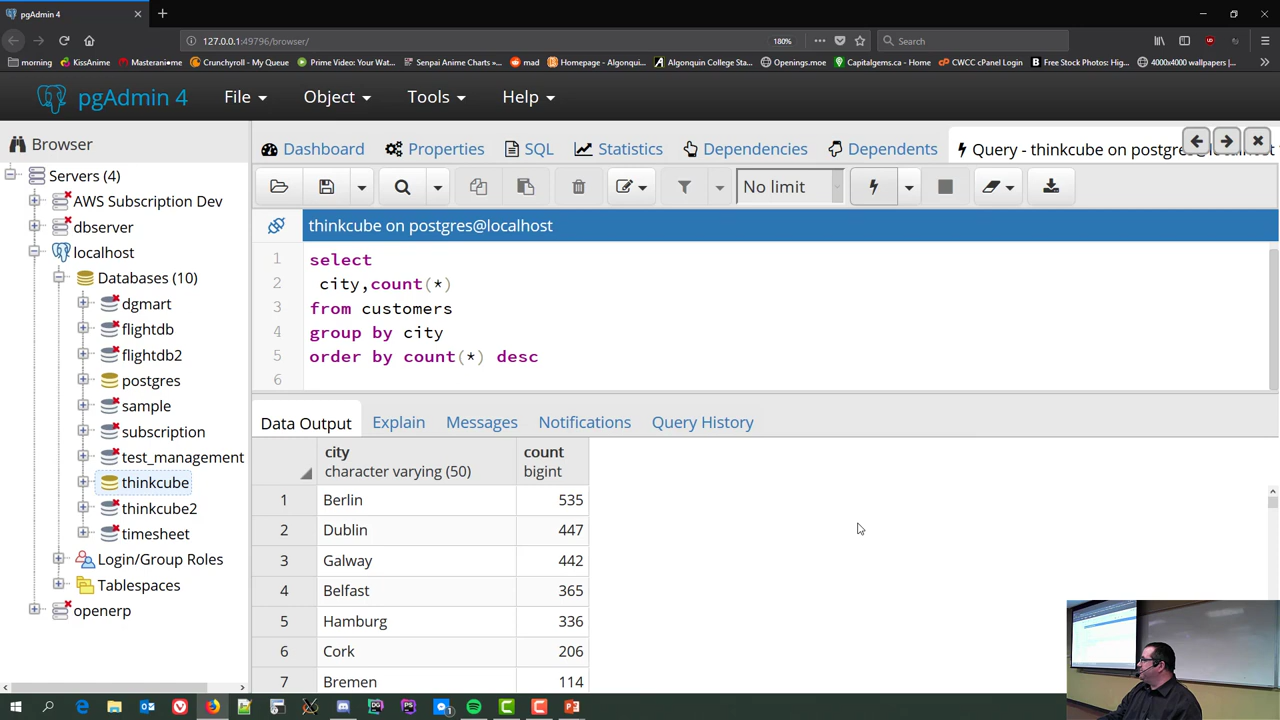 pgAdmin 4
127.0.0.1:49796/browser/
180%
Search
morning
KissAnime
Masterani•me
Crunchyroll - My Queue
Prime Video: Your Wat...
Senpai Anime Charts ...
mad
Homepage - Algonqui...
Algonquin College Sta...
Openings.moe
Capitalgems.ca - Home
CWCC cPanel Login
Free Stock Photos: Hig...
4000x4000 wallpapers |...
pgAdmin 4
File
Object
Tools
Help
Browser
Dashboard
Properties
SQL
Statistics
Dependencies
Dependents
Query - thinkcube on postgres@localhost
Servers (4)
AWS Subscription Dev
dbserver
localhost
Databases (10)
dgmart
flightdb
flightdb2
postgres
sample
subscription
test_management
thinkcube
thinkcube2
timesheet
Login/Group Roles
Tablespaces
openerp
No limit
thinkcube on postgres@localhost
1 select
2 city,count(*)
3 from customers
4 group by city
5 order by count(*) desc
6
Data Output
Explain
Messages
Notifications
Query History
city
character varying (50)
count
bigint
1 Berlin 535
2 Dublin 447
3 Galway 442
4 Belfast 365
5 Hamburg 336
6 Cork 206
7 Bremen 114